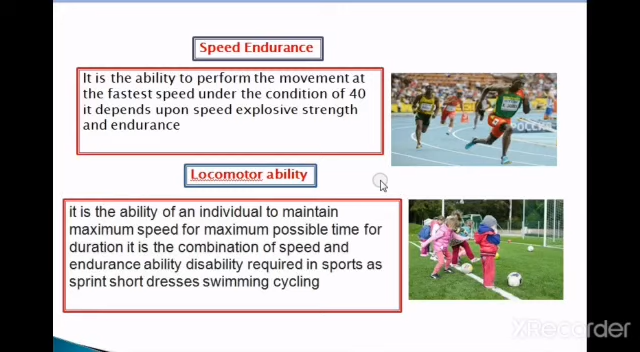 Speed Endurance
It is the ability to perform the movement at
the fastest speed under the condition of 40
it depends upon speed explosive strength
and endurance
Locomotor ability
it is the ability of an individual to maintain
maximum speed for maximum possible time for
duration it is the combination of speed and
endurance ability disability required in sports as
sprint short dresses swimming cycling
XRecorder